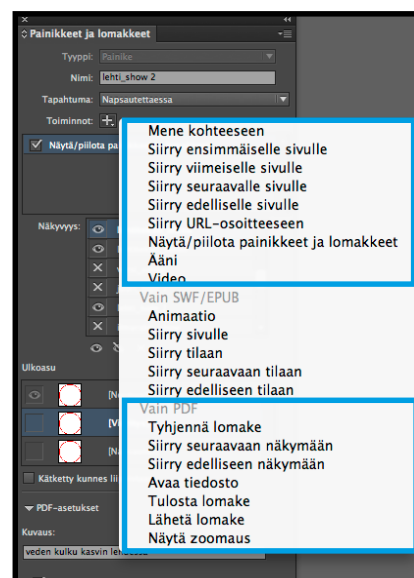 Painikkeet ja lomakkeet
Tyyppi: Painike
Nimi: lehti_show 2
Tapahtuma: Napsautettaessa
Toiminnot:
Näytä/piilota pa
Mene kohteeseen
Siirry ensimmäiselle sivulle
Siirry viimeiselle sivulle
Siirry seuraavalle sivulle
Siirry edelliselle sivulle
Siirry URL-osoitteeseen
Näytä/piilota painikkeet ja lomakkeet
Ääni
Video
Vain SWF/EPUB
Animaatio
Siirry sivulle
Siirry tilaan
Siirry seuraavaan tilaan
Siirry edelliseen tilaan
Vain PDF
Tyhjennä lomake
Siirry seuraavaan näkymään
Siirry edelliseen näkymään
Avaa tiedosto
Tulosta lomake
Lähetä lomake
Näytä zoomaus
Näkyvyys:
Ulkoasu
Kätketty kunnes
PDF-asetukset
Kuvaus:
veden kulku kasvin